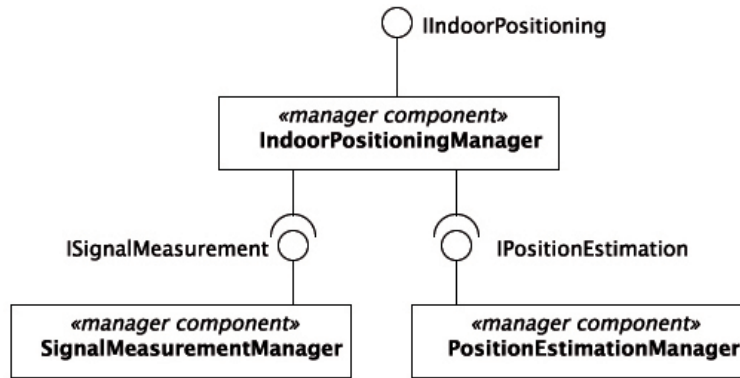 IIndoorPositioning
«manager component»
IndoorPositioningManager
ISignalMeasurement
IPositionEstimation
«manager component»
SignalMeasurementManager
«manager component»
PositionEstimationManager